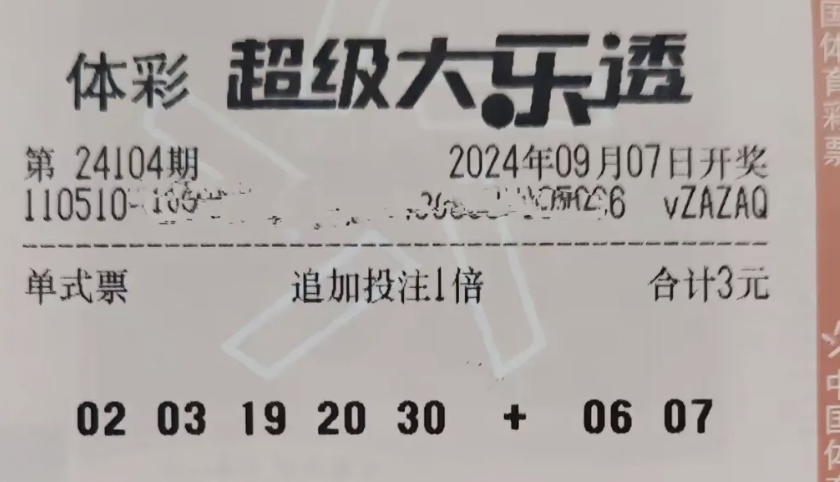 体彩 超级大乐透
第 24104期 2024年09月07日开奖
110510- vZAZAQ
单式票 追加投注1倍 合计3元
02 03 19 20 30 + 06 07
国体育彩票
中国体